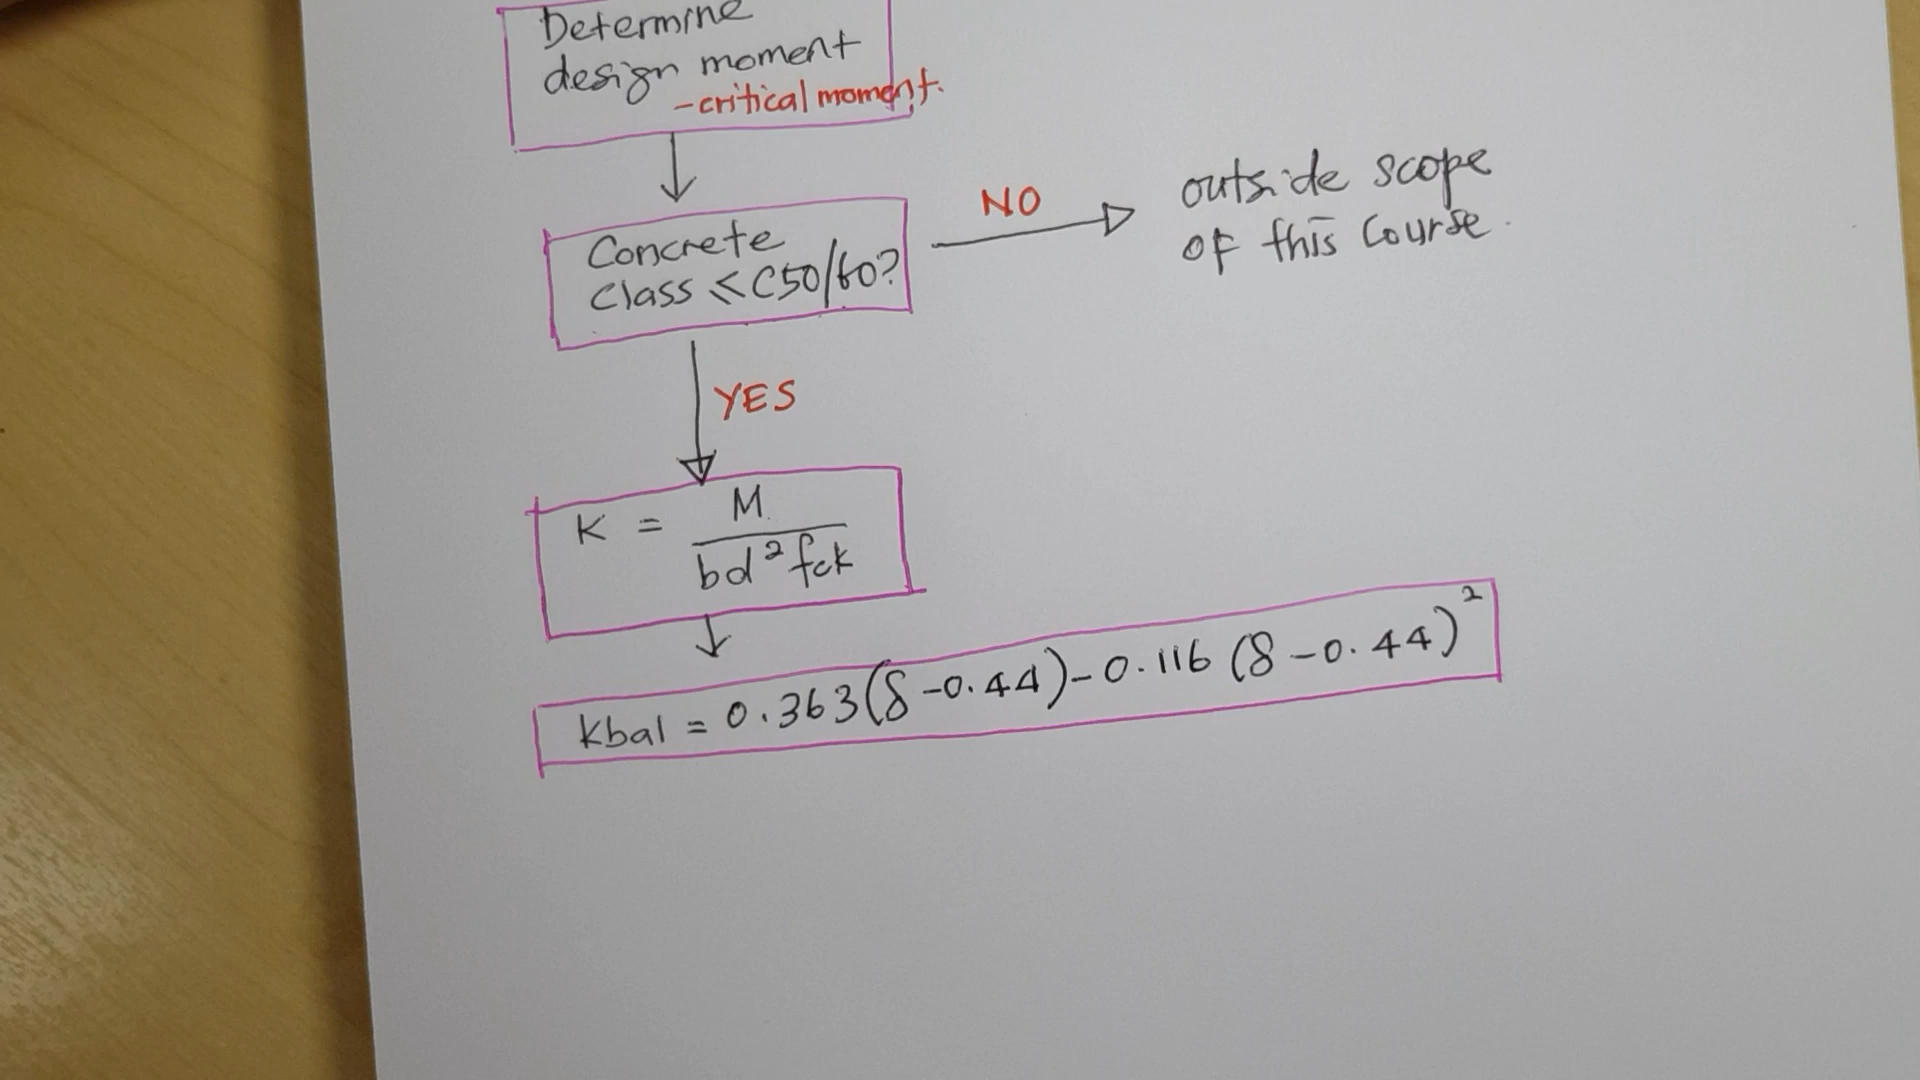 Determine
design moment
-critical moment.
Concrete
class ≤ C50/60?
NO
outside scope
of this course.
YES
K = M / bd²fck
Kbal = 0.363(δ-0.44)-0.116(δ-0.44)²